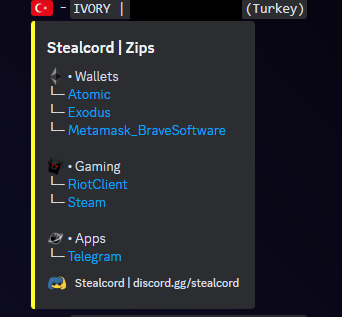 - IVORY | (Turkey)
Stealcord | Zips
• Wallets
Atomic
Exodus
Metamask_BraveSoftware
• Gaming
RiotClient
Steam
• Apps
Telegram
Stealcord | discord.gg/stealcord